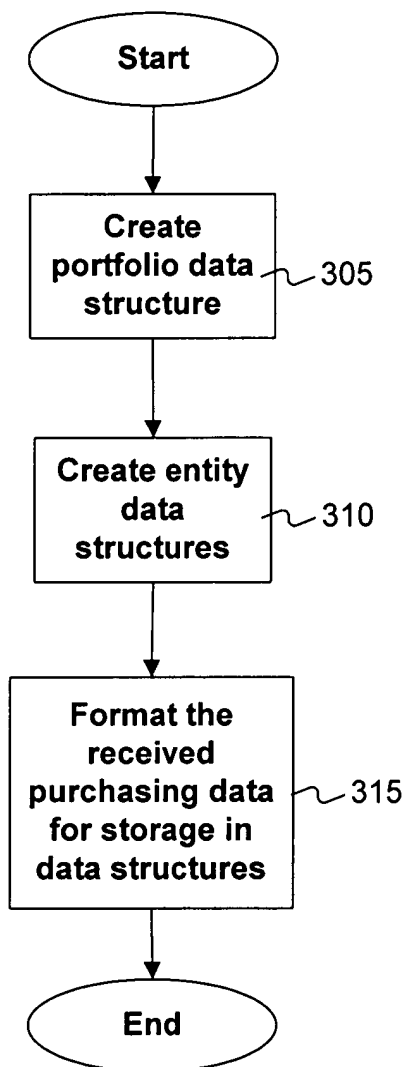 Start
Create
portfolio data
structure
305
Create entity
data
structures
310
Format the
received
purchasing data
for storage in
data structures
315
End